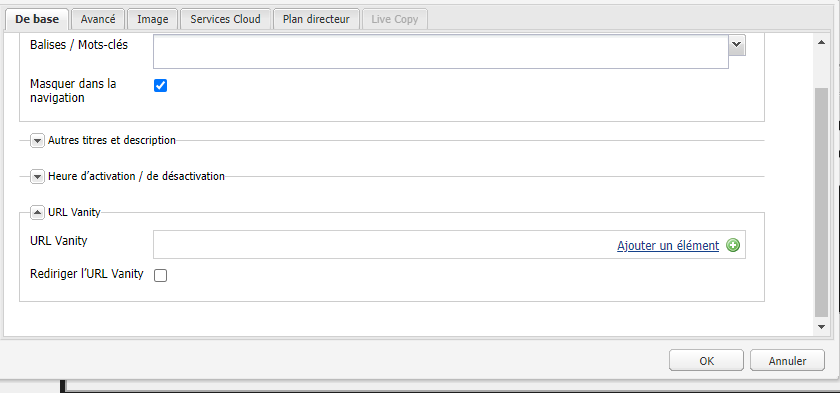 De base Avancé Image Services Cloud Plan directeur Live Copy
Balises / Mots-clés
Masquer dans la
navigation
Autres titres et description
Heure d’activation / de désactivation
URL Vanity
URL Vanity Ajouter un élément
Rediriger l’URL Vanity
OK Annuler